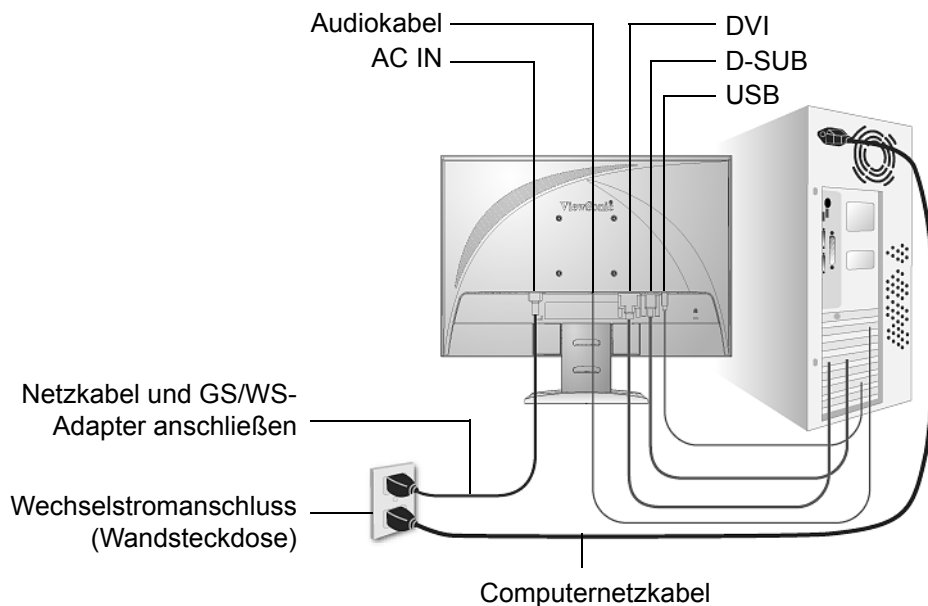 Audiokabel
AC IN
DVI
D-SUB
USB
ViewSonic
Netzkabel und GS/WS-
Adapter anschließen
Wechselstromanschluss
(Wandsteckdose)
Computernetzkabel